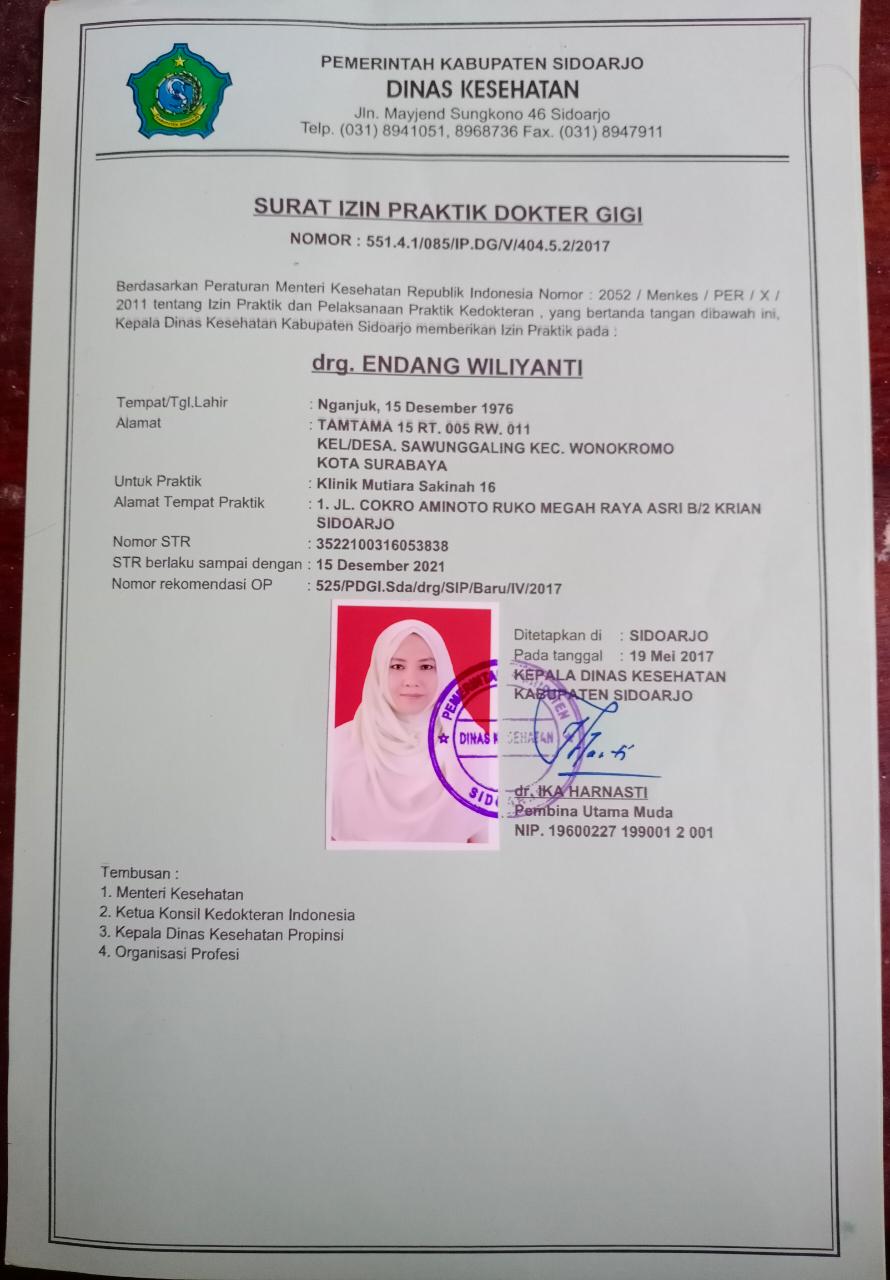 PEMERINTAH KABUPATEN SIDOARJO
DINAS KESEHATAN
Jln. Mayjend Sungkono 46 Sidoarjo
Telp. (031) 8941051, 8968736 Fax. (031) 8947911
SURAT IZIN PRAKTIK DOKTER GIGI
NOMOR : 551.4.1/085/IP.DG/V/404.5.2/2017
Berdasarkan Peraturan Menteri Kesehatan Republik Indonesia Nomor : 2052 / Menkes / PER / X /
2011 tentang Izin Praktik dan Pelaksanaan Praktik Kedokteran , yang bertanda tangan dibawah ini,
Kepala Dinas Kesehatan Kabupaten Sidoarjo memberikan Izin Praktik pada :
drg. ENDANG WILIYANTI
Tempat/Tgl.Lahir : Nganjuk, 15 Desember 1976
Alamat : TAMTAMA 15 RT. 005 RW. 011
KEL/DESA. SAWUNGGALING KEC. WONOKROMO
KOTA SURABAYA
Untuk Praktik : Klinik Mutiara Sakinah 16
Alamat Tempat Praktik : 1. JL. COKRO AMINOTO RUKO MEGAH RAYA ASRI B/2 KRIAN
SIDOARJO
Nomor STR : 3522100316053838
STR berlaku sampai dengan : 15 Desember 2021
Nomor rekomendasi OP : 525/PDGI.Sda/drg/SIP/Baru/IV/2017
Ditetapkan di : SIDOARJO
Pada tanggal : 19 Mei 2017
KEPALA DINAS KESEHATAN
KABUPATEN SIDOARJO
DINAS KESEHATAN
dr. IKA HARNASTI
Pembina Utama Muda
NIP. 19600227 199001 2 001
Tembusan :
1. Menteri Kesehatan
2. Ketua Konsil Kedokteran Indonesia
3. Kepala Dinas Kesehatan Propinsi
4. Organisasi Profesi